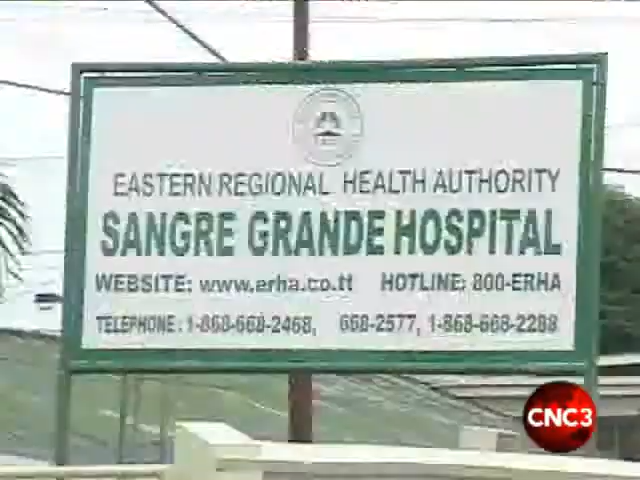 EASTERN REGIONAL HEALTH AUTHORITY
SANGRE GRANDE HOSPITAL
WEBSITE: www.erha.co.tt HOTLINE: 800-ERHA
TELEPHONE: 1-868-668-2468, 668-2577, 1-868-668-2288
CNC3